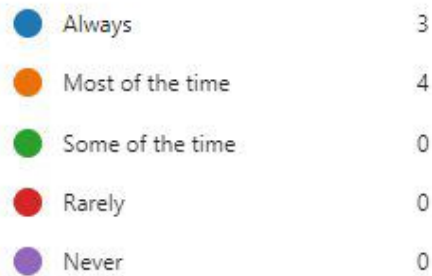 Always 3
Most of the time 4
Some of the time 0
Rarely 0
Never 0